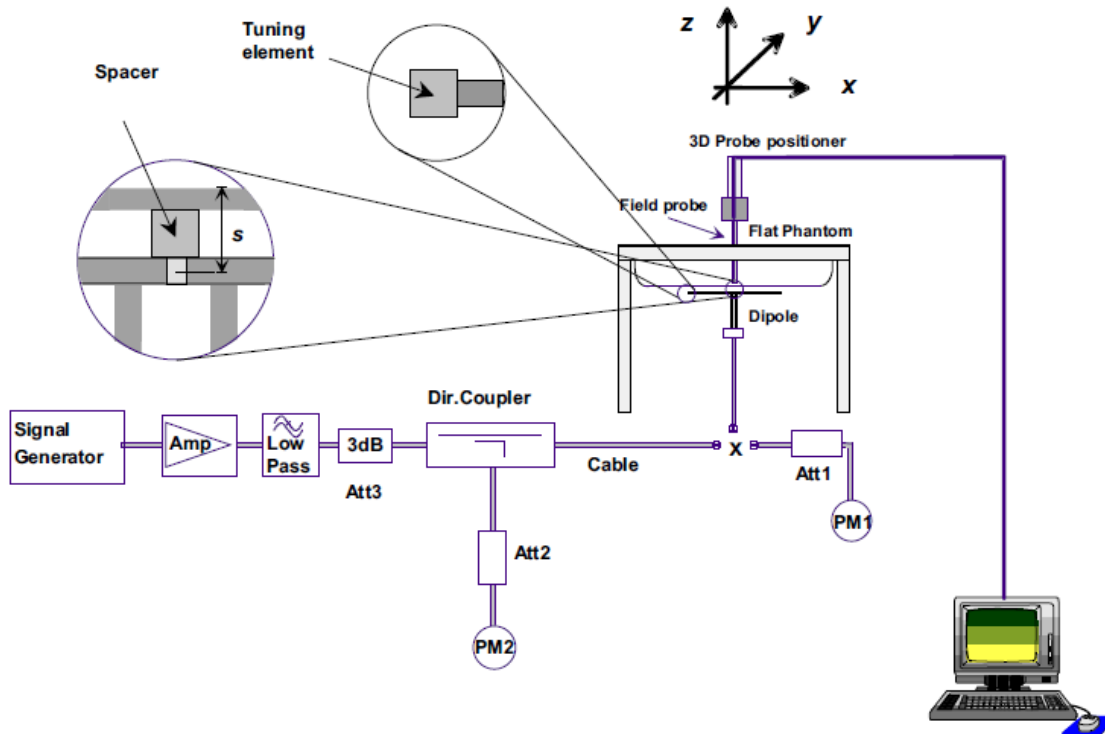 Tuning
element
Spacer
s
z
y
x
3D Probe positioner
Field probe
Flat Phantom
Dipole
Dir.Coupler
Signal
Generator
Amp
Low
Pass
3dB
Att3
Cable
X
Att1
PM1
Att2
PM2